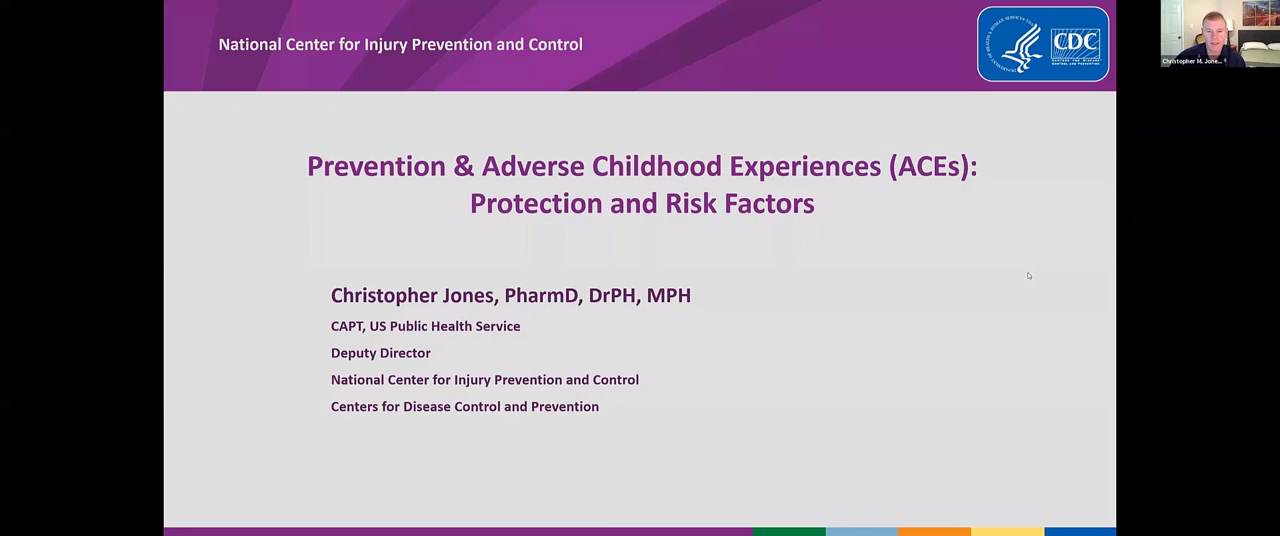 National Center for Injury Prevention and Control
CDC
Christopher M. Jone...
Prevention & Adverse Childhood Experiences (ACEs):
Protection and Risk Factors
Christopher Jones, PharmD, DrPH, MPH
CAPT, US Public Health Service
Deputy Director
National Center for Injury Prevention and Control
Centers for Disease Control and Prevention